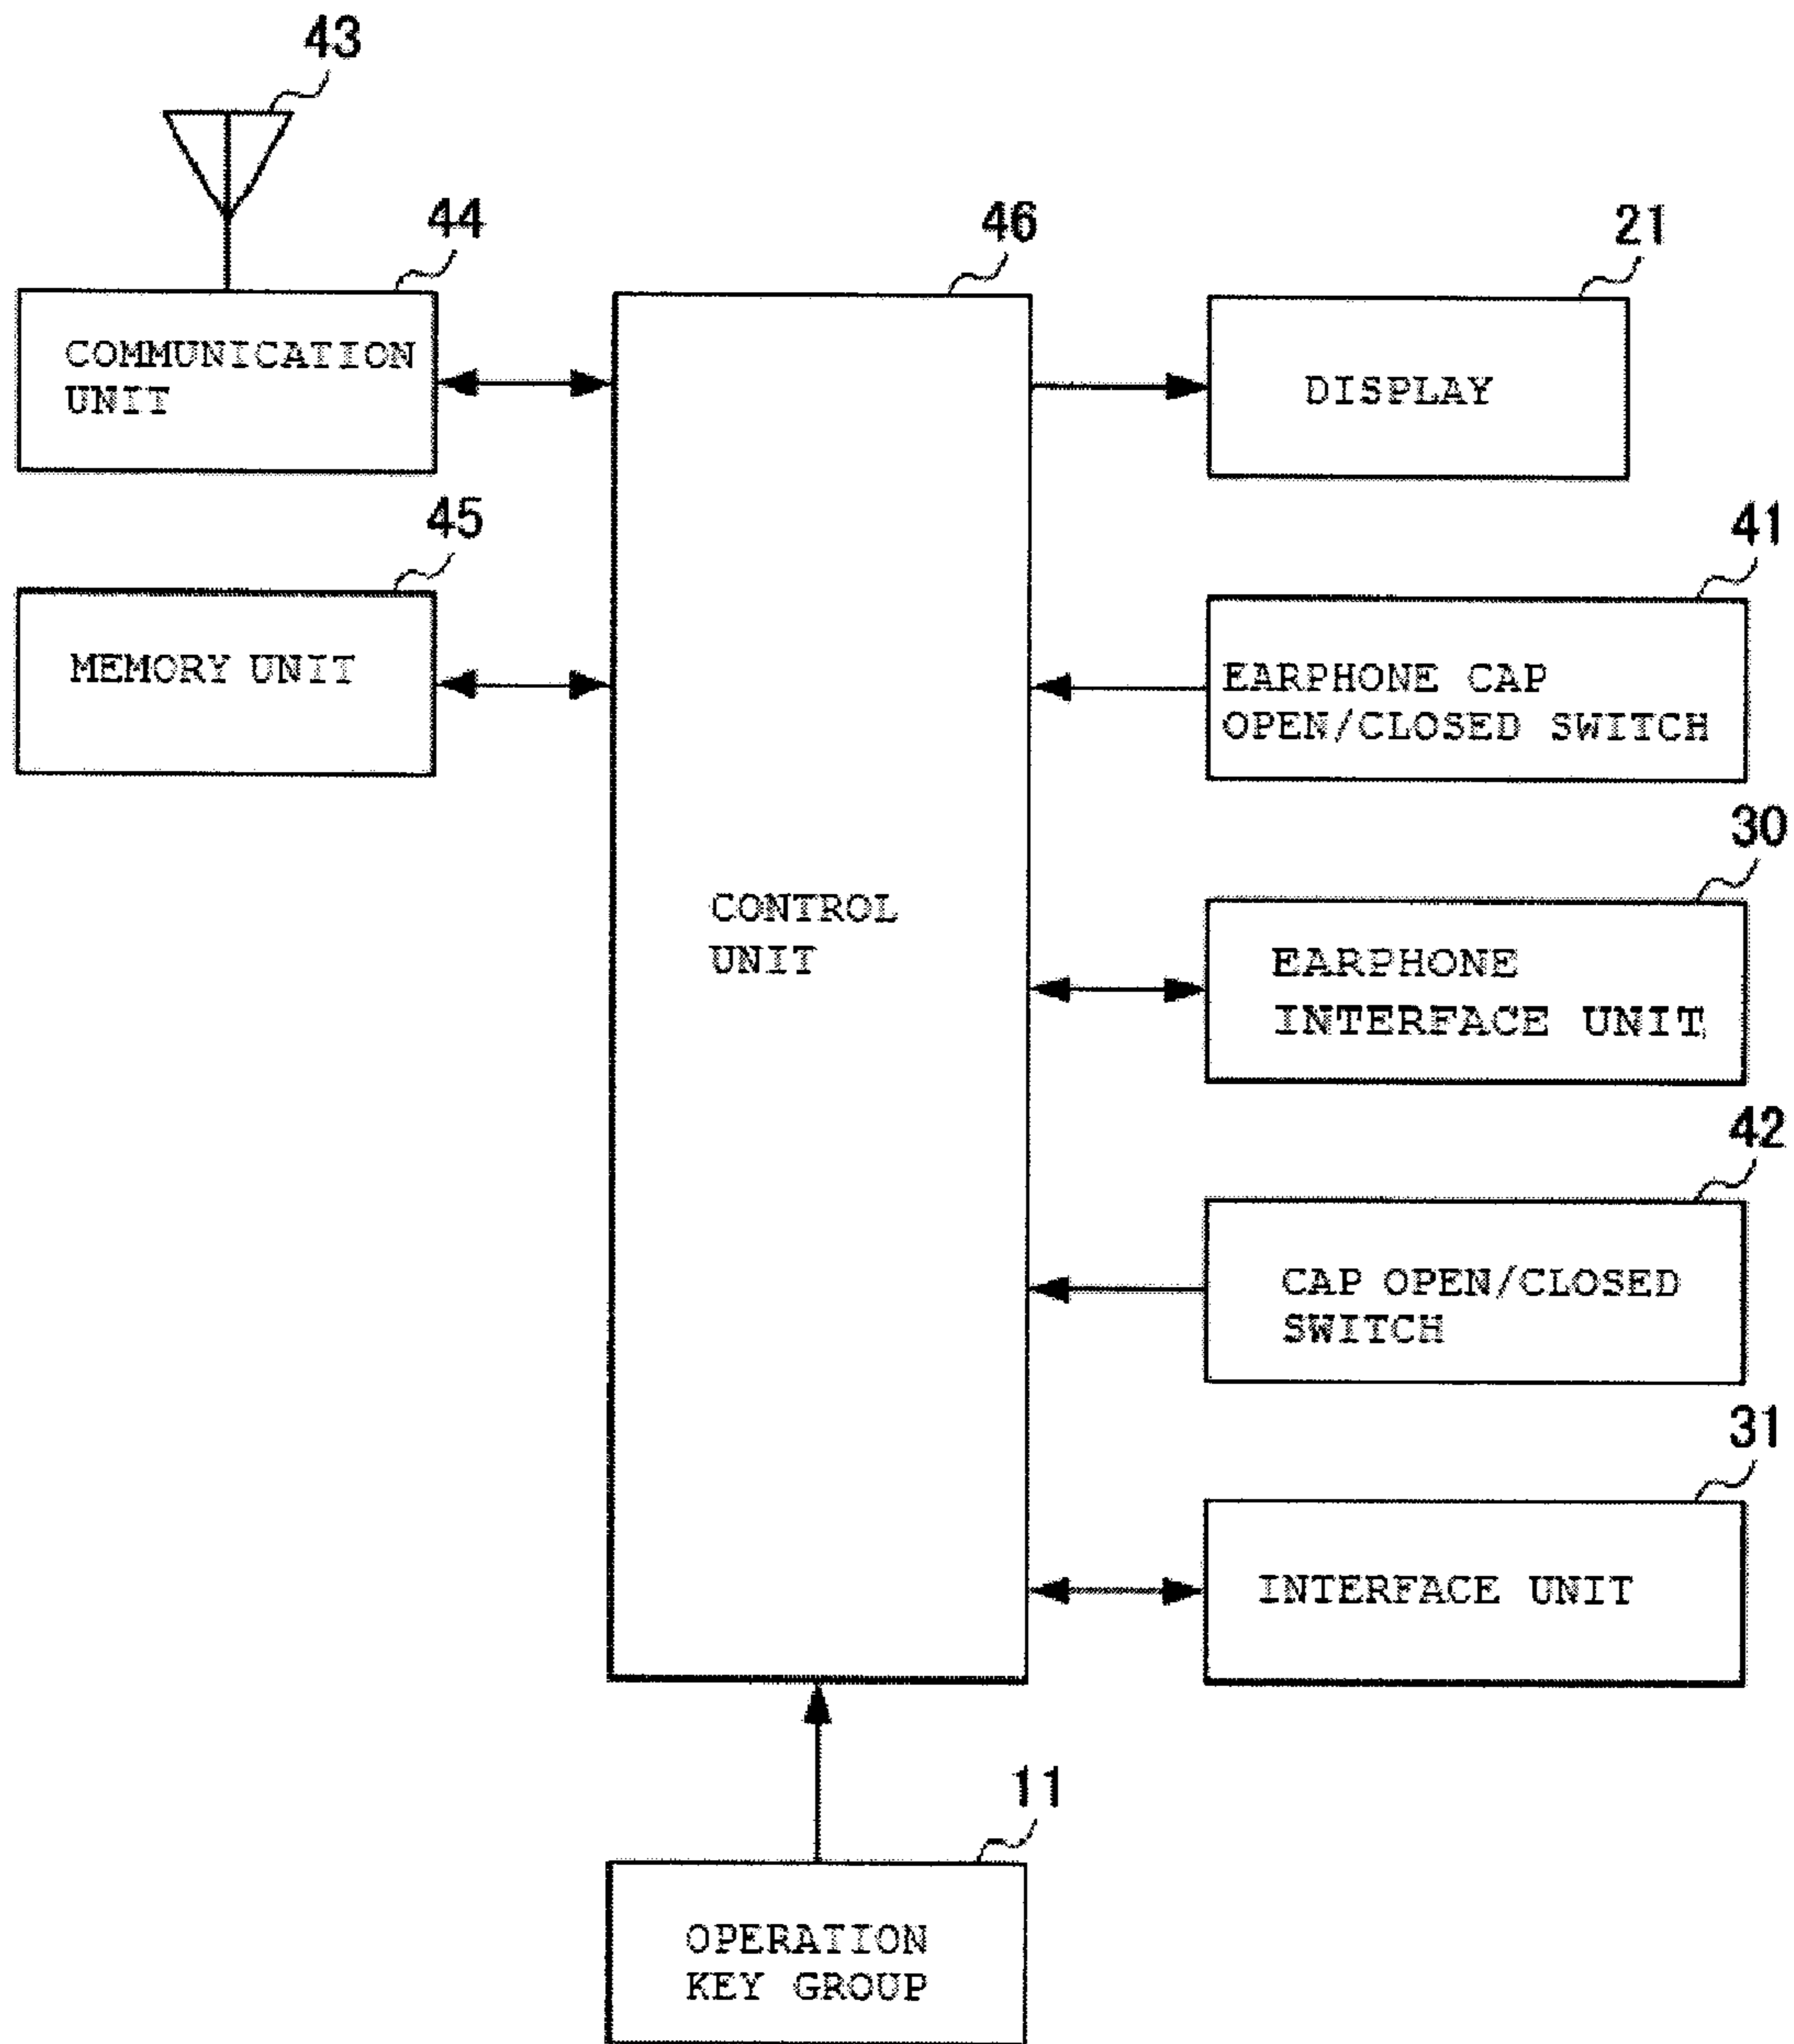 43
44
46
21
COMMUNICATION
UNIT
DISPLAY
45
41
MEMORY UNIT
EARPHONE CAP
OPEN/CLOSED SWITCH
30
CONTROL
UNIT
EARPHONE
INTERFACE UNIT
42
CAP OPEN/CLOSED
SWITCH
31
INTERFACE UNIT
11
OPERATION
KEY GROUP